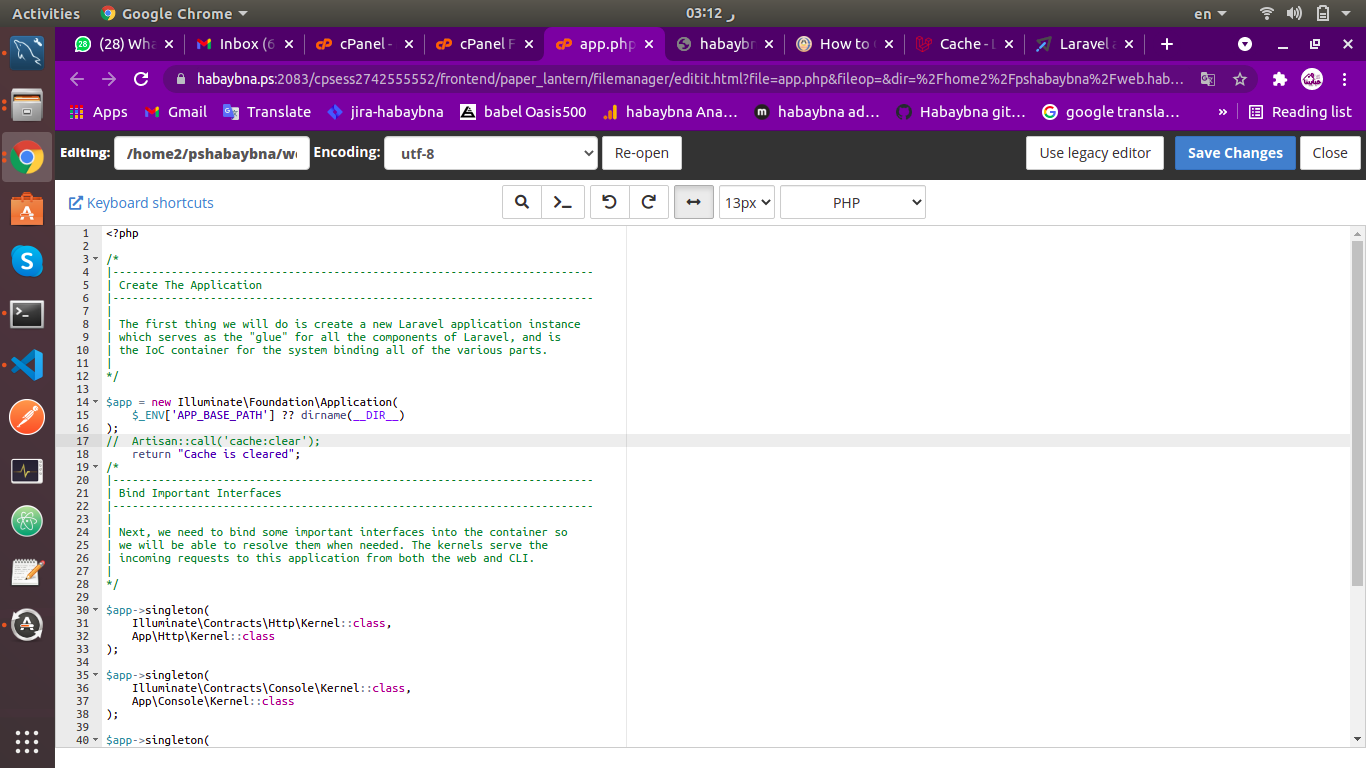 Activities
Google Chrome
03:12 ر
en
(28) Wha
Inbox (6
cPanel -
cPanel F
app.php
habaybn
How to
Cache - L
Laravel a
habaybna.ps:2083/cpsess2742555552/frontend/paper_lantern/filemanager/editit.html?file=app.php&fileop=&dir=%2Fhome2%2Fpshabaybna%2Fweb.hab...
Apps
Gmail
Translate
jira-habaybna
babel Oasis500
habaybna Ana...
habaybna ad...
Habaybna git...
google transla...
»
Reading list
Editing:
/home2/pshabaybna/we
Encoding:
utf-8
Re-open
Use legacy editor
Save Changes
Close
Keyboard shortcuts
13px
PHP
1 <?php
2
3 /*
4 |--------------------------------------------------------------------------
5 | Create The Application
6 |--------------------------------------------------------------------------
7 |
8 | The first thing we will do is create a new Laravel application instance
9 | which serves as the "glue" for all the components of Laravel, and is
10 | the IoC container for the system binding all of the various parts.
11 |
12 */
13
14 $app = new Illuminate\Foundation\Application(
15     $_ENV['APP_BASE_PATH'] ?? dirname(__DIR__)
16 );
17 //  Artisan::call('cache:clear');
18     return "Cache is cleared";
19 /*
20 |--------------------------------------------------------------------------
21 | Bind Important Interfaces
22 |--------------------------------------------------------------------------
23 |
24 | Next, we need to bind some important interfaces into the container so
25 | we will be able to resolve them when needed. The kernels serve the
26 | incoming requests to this application from both the web and CLI.
27 |
28 */
29
30 $app->singleton(
31     Illuminate\Contracts\Http\Kernel::class,
32     App\Http\Kernel::class
33 );
34
35 $app->singleton(
36     Illuminate\Contracts\Console\Kernel::class,
37     App\Console\Kernel::class
38 );
39
40 $app->singleton(